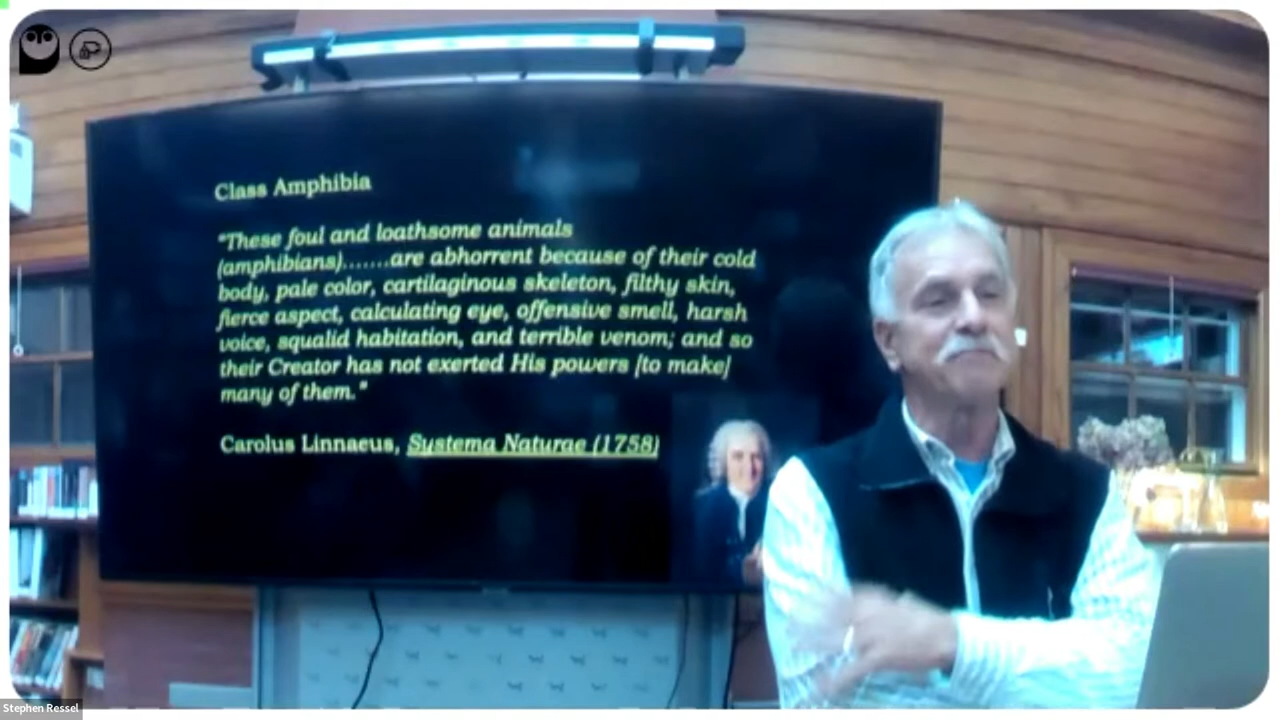 Class Amphibia
"These foul and loathsome animals
(amphibians).......are abhorrent because of their cold
body, pale color, cartilaginous skeleton, filthy skin,
fierce aspect, calculating eye, offensive smell, harsh
voice, squalid habitation, and terrible venom; and so
their Creator has not exerted His powers [to make]
many of them."
Carolus Linnaeus, Systema Naturae (1758)
Stephen Ressel